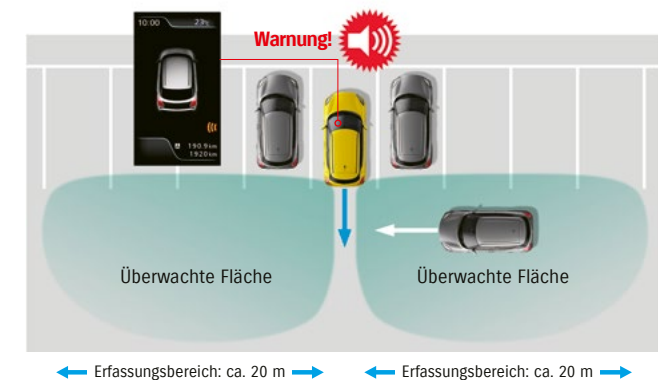 10:00 23°c
Warnung!
190.9 km
1920 km
Überwachte Fläche
Überwachte Fläche
Erfassungsbereich: ca. 20 m
Erfassungsbereich: ca. 20 m